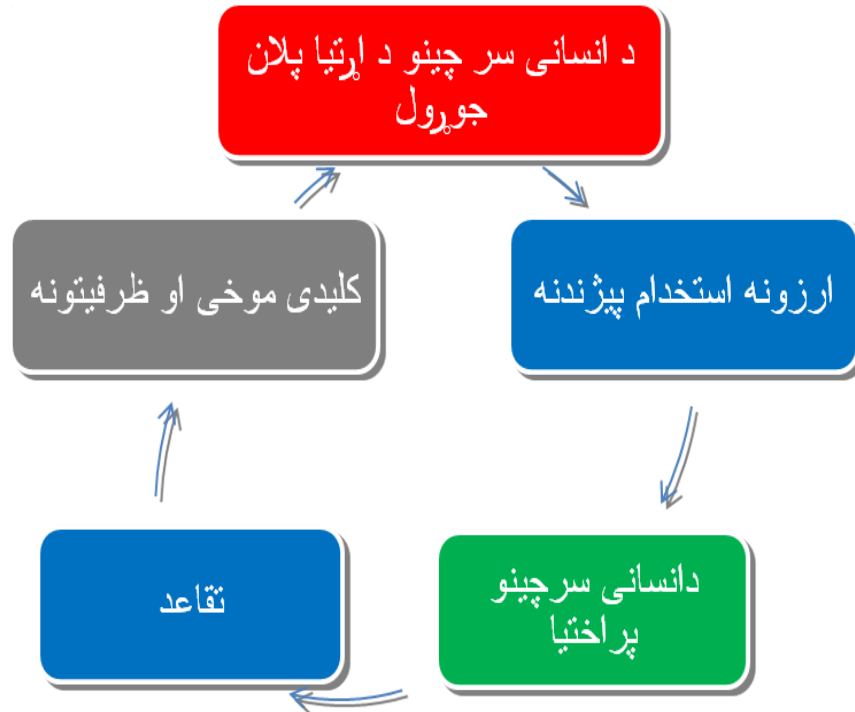 د انسانی سر چینو د اړتیا پلان
جوړول
ارزونه استخدام پیژندنه
دانسانی سرچینو
پراختیا
تقاعد
کلیدی موخی او ظرفیتونه